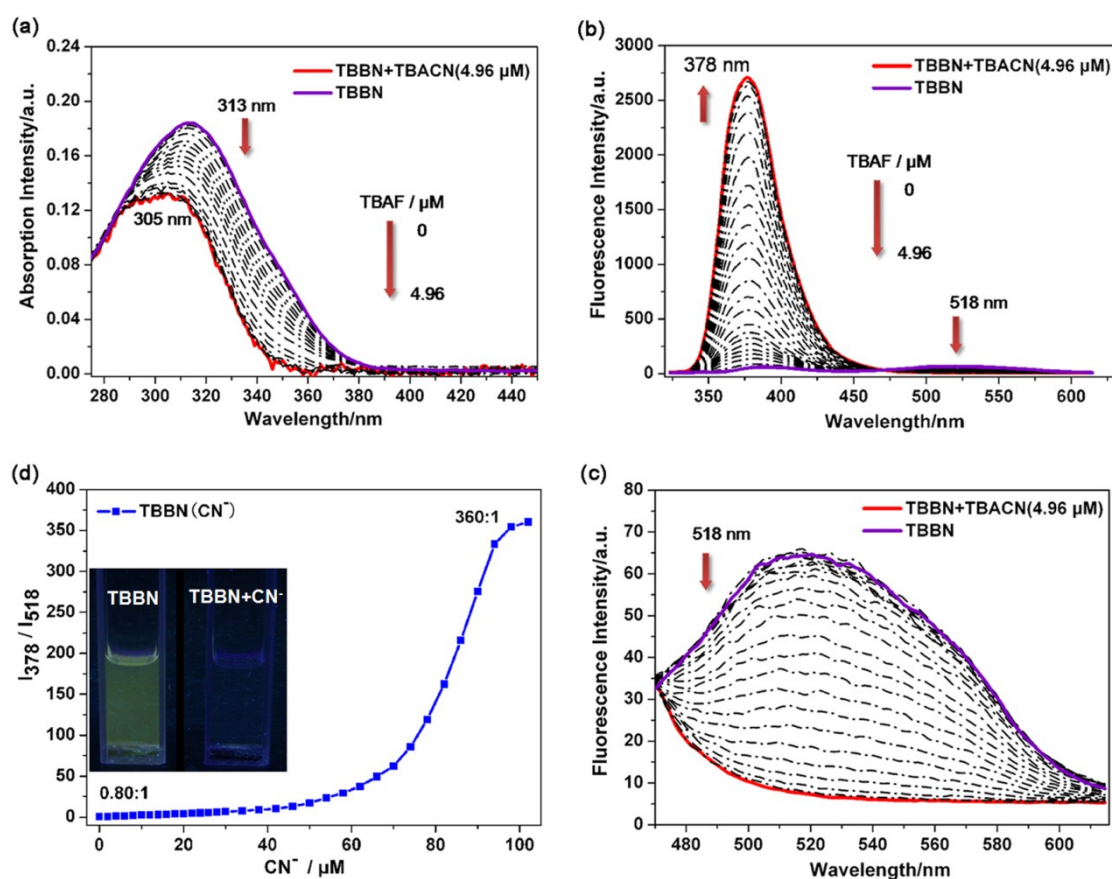 (a)
0.24
0.20
0.16
0.12
0.08
0.04
0.00
Absorption Intensity/a.u.
TBBN+TBACN(4.96 μM)
TBBN
313 nm
305 nm
TBAF / μM
0
4.96
280 300 320 340 360 380 400 420 440
Wavelength/nm
(b)
3000
2500
2000
1500
1000
500
0
Fluorescence Intensity/a.u.
378 nm
TBBN+TBACN(4.96 μM)
TBBN
TBAF / μM
0
4.96
518 nm
350 400 450 500 550 600
Wavelength/nm
(d)
400
350
300
250
200
150
100
50
0
I378 / I518
TBBN(CN-)
360:1
TBBN TBBN+CN-
0.80:1
0 20 40 60 80 100
CN- / μM
(c)
80
70
60
50
40
30
20
10
0
Fluorescence Intensity/a.u.
518 nm
TBBN+TBACN(4.96 μM)
TBBN
480 500 520 540 560 580 600
Wavelength/nm